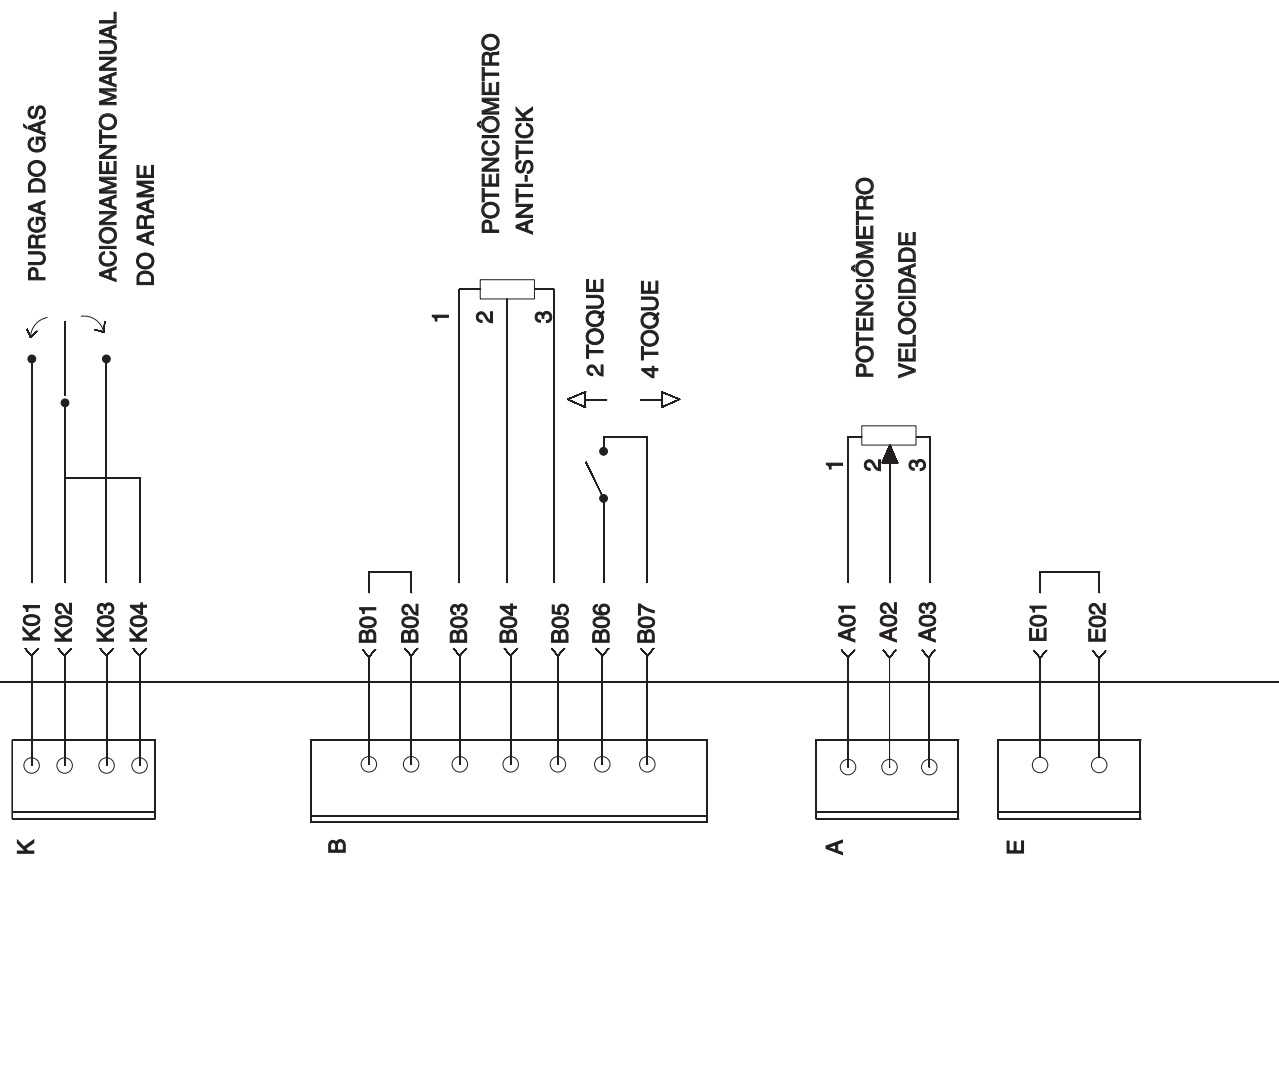 PURGA DO GÁS
ACIONAMENTO MANUAL
DO ARAME
K01
K02
K03
K04
K
POTENCIÔMETRO
ANTI-STICK
1
2
3
2 TOQUE
4 TOQUE
B01
B02
B03
B04
B05
B06
B07
B
POTENCIÔMETRO
VELOCIDADE
1
2
3
A01
A02
A03
A
E01
E02
E